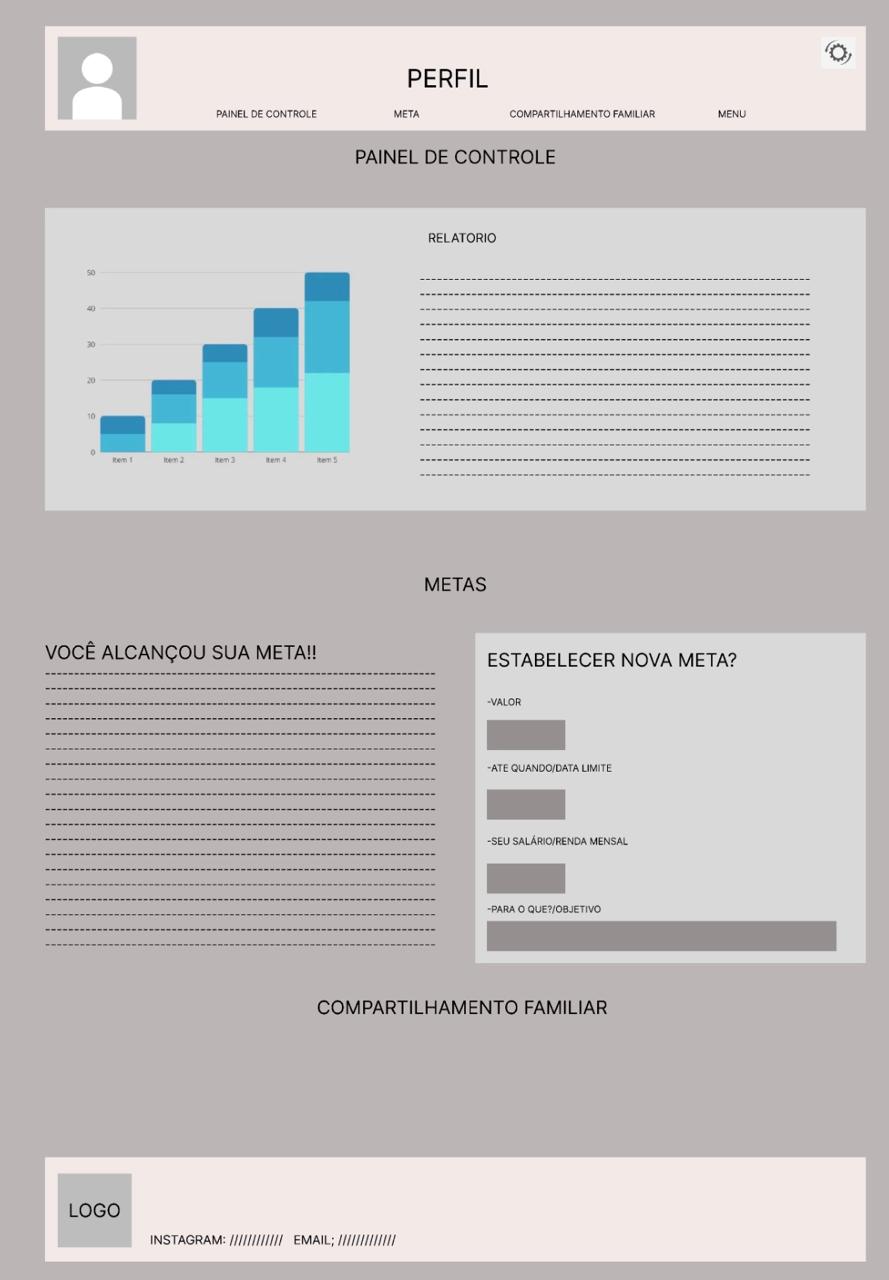 PERFIL
PAINEL DE CONTROLE META COMPARTILHAMENTO FAMILIAR MENU
PAINEL DE CONTROLE
RELATORIO
50
40
30
20
10
0
Item 1 Item 2 Item 3 Item 4 Item 5
METAS
VOCÊ ALCANÇOU SUA META!!
ESTABELECER NOVA META?
-VALOR
-ATE QUANDO/DATA LIMITE
-SEU SALÁRIO/RENDA MENSAL
-PARA O QUE?/OBJETIVO
COMPARTILHAMENTO FAMILIAR
LOGO
INSTAGRAM: //////////// EMAIL; /////////////